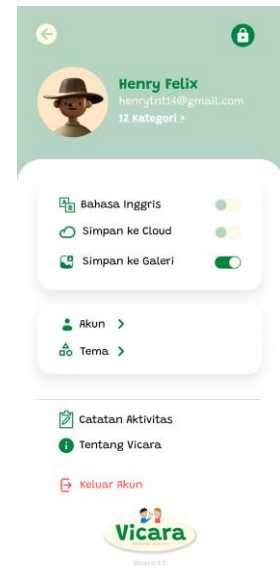 Henry Felix
henrytnt14@gmail.com
12 Kategori >
Bahasa Inggris
Simpan ke Cloud
Simpan ke Galeri
Akun >
Tema >
Catatan Aktivitas
Tentang Vicara
Keluar Akun
Vicara